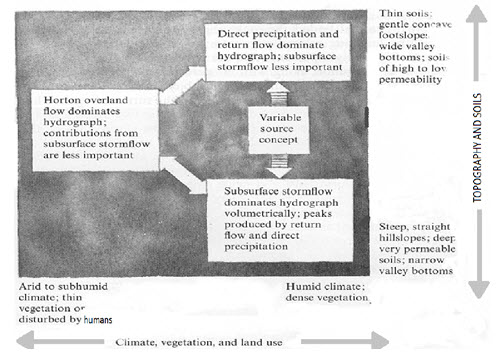 Direct precipitation and
return flow dominate
hydrograph; subsurface
stormflow less important
Thin soils;
gentle concave
footslopes
wide valley
bottoms; soils
of high to low
permeability
Horton overland
flow dominates
hydrograph;
contributions from
subsurface stormflow
are less important
Variable
source
concept
TOPOGRAPHY AND SOILS
Subsurface stormflow
dominates hydrograph
volumetrically; peaks
produced by return
flow and direct
precipitation
Steep, straight
hillslopes; deep
very permeable
soils; narrow
valley bottoms
Arid to subhumid
climate; thin
vegetation or
disturbed by humans
Humid climate;
dense vegetation
Climate, vegetation, and land use